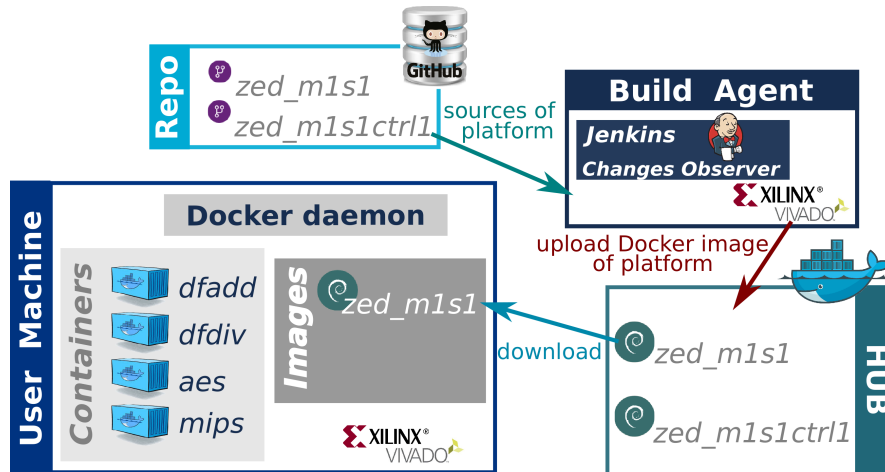 GitHub
Repo
zed_m1s1
zed_m1s1ctrl1
sources of
platform
Build Agent
Jenkins
Changes Observer
XILINX®
VIVADO
upload Docker image
of platform
User Machine
Docker daemon
Containers
dfadd
dfdiv
aes
mips
Images
zed_m1s1
XILINX®
VIVADO
download
HUB
zed_m1s1
zed_m1s1ctrl1